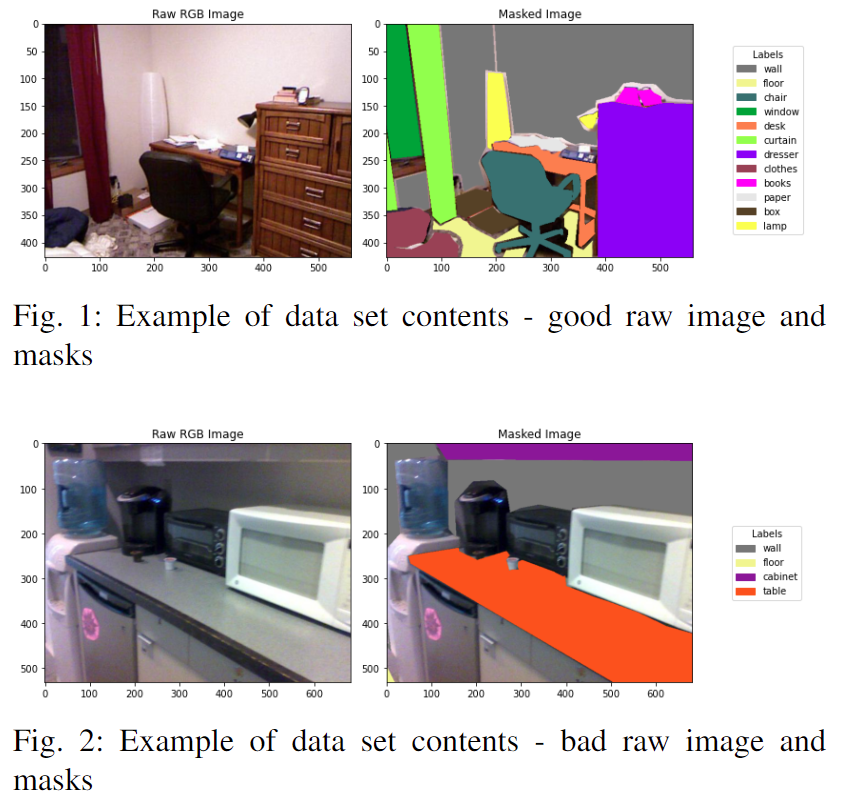 Raw RGB Image
Masked Image
0
50
100
150
200
250
300
350
400
0 100 200 300 400 500
0
50
100
150
200
250
300
350
400
0 100 200 300 400 500
Labels
wall
floor
chair
window
desk
curtain
dresser
clothes
books
paper
box
lamp
Fig. 1: Example of data set contents - good raw image and
masks
Raw RGB Image
Masked Image
0
100
200
300
400
500
0 100 200 300 400 500 600
0
100
200
300
400
500
0 100 200 300 400 500 600
Labels
wall
floor
cabinet
table
Fig. 2: Example of data set contents - bad raw image and
masks